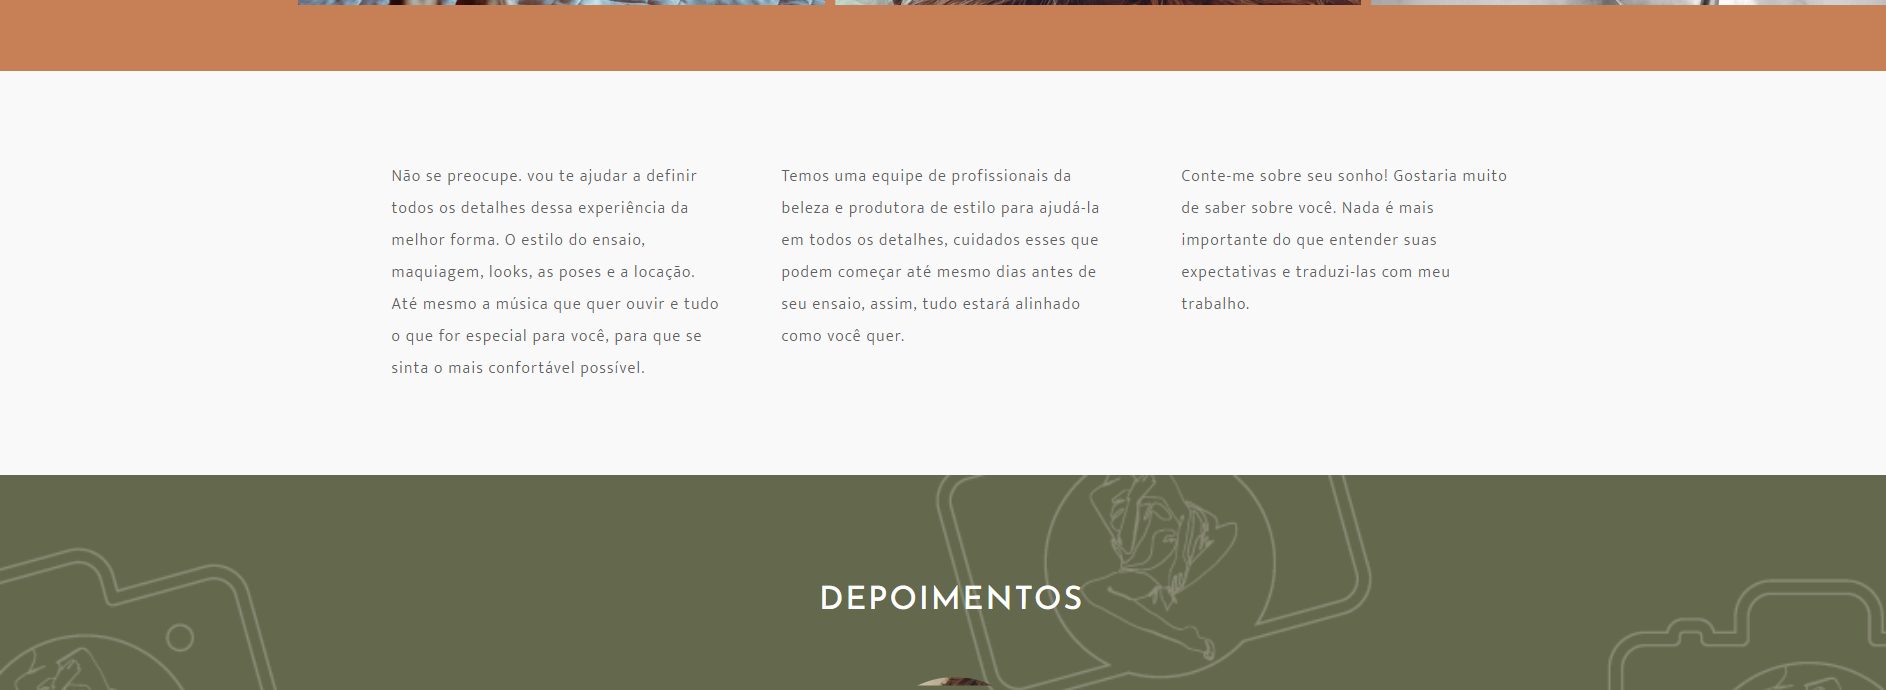 Não se preocupe. vou te ajudar a definir
todos os detalhes dessa experiência da
melhor forma. O estilo do ensaio,
maquiagem, looks, as poses e a locação.
Até mesmo a música que quer ouvir e tudo
o que for especial para você, para que se
sinta o mais confortável possível.
Temos uma equipe de profissionais da
beleza e produtora de estilo para ajudá-la
em todos os detalhes, cuidados esses que
podem começar até mesmo dias antes de
seu ensaio, assim, tudo estará alinhado
como você quer.
Conte-me sobre seu sonho! Gostaria muito
de saber sobre você. Nada é mais
importante do que entender suas
expectativas e traduzi-las com meu
trabalho.
DEPOIMENTOS